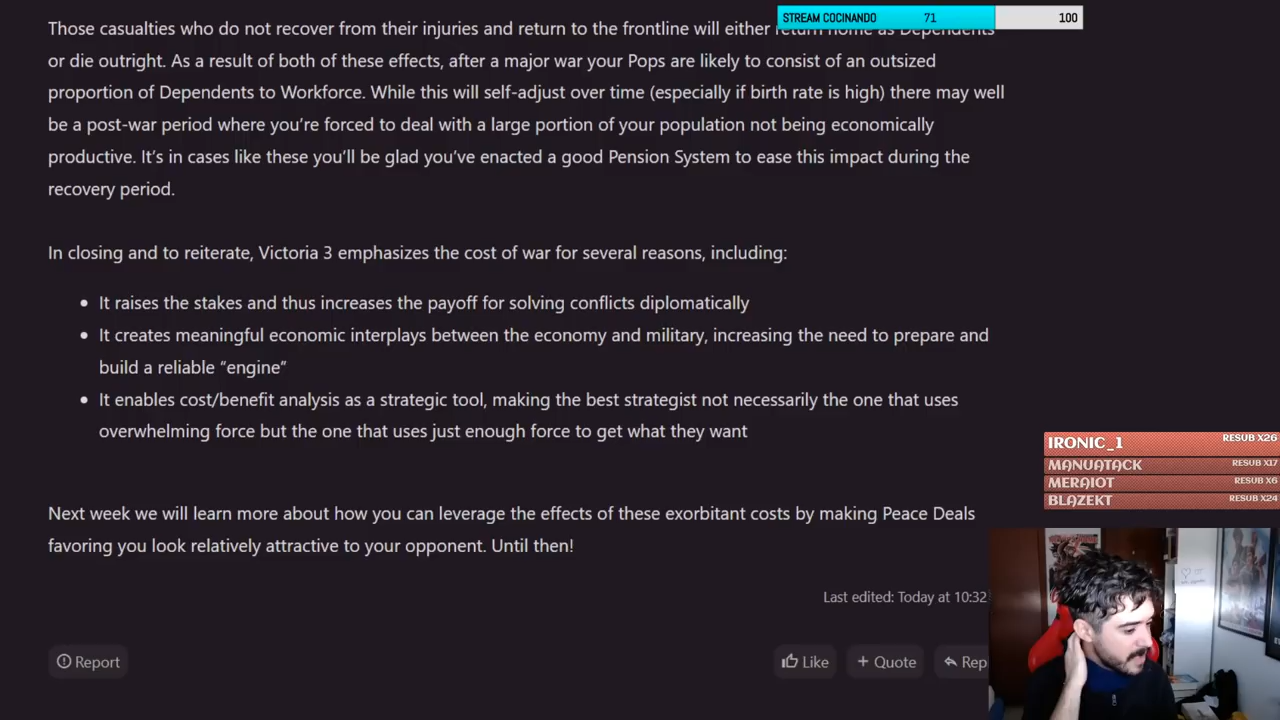 STREAM COCINANDO 71 100
Those casualties who do not recover from their injuries and return to the frontline will either return home as Dependents
or die outright. As a result of both of these effects, after a major war your Pops are likely to consist of an outsized
proportion of Dependents to Workforce. While this will self-adjust over time (especially if birth rate is high) there may well
be a post-war period where you’re forced to deal with a large portion of your population not being economically
productive. It’s in cases like these you’ll be glad you’ve enacted a good Pension System to ease this impact during the
recovery period.
In closing and to reiterate, Victoria 3 emphasizes the cost of war for several reasons, including:
• It raises the stakes and thus increases the payoff for solving conflicts diplomatically
• It creates meaningful economic interplays between the economy and military, increasing the need to prepare and
build a reliable “engine”
• It enables cost/benefit analysis as a strategic tool, making the best strategist not necessarily the one that uses
overwhelming force but the one that uses just enough force to get what they want
IRONIC_1 RESUB X26
MANUATACK RESUB X17
MERAIOT RESUB X6
BLAZEKT RESUB X24
Next week we will learn more about how you can leverage the effects of these exorbitant costs by making Peace Deals
favoring you look relatively attractive to your opponent. Until then!
Last edited: Today at 10:32
Report
Like
+ Quote
Rep